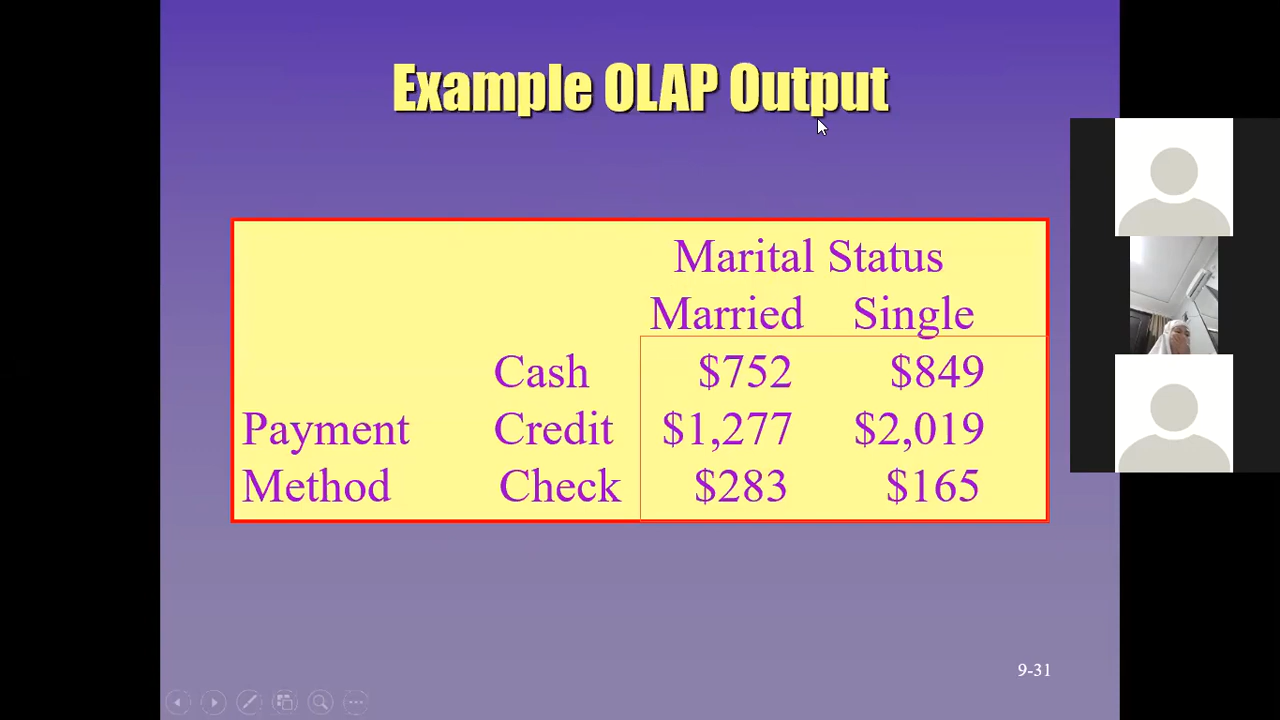 Example OLAP Output
Marital Status
Married Single
Cash $752 $849
Payment Credit $1,277 $2,019
Method Check $283 $165
9-31